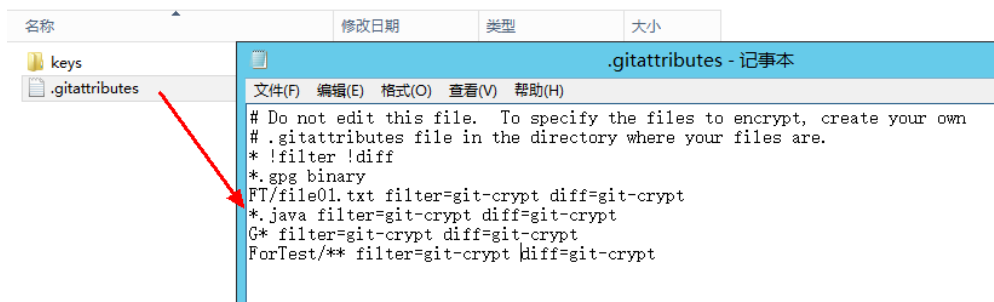 名称 修改日期 类型 大小
keys
.gitattributes
.gitattributes - 记事本
文件(F) 编辑(E) 格式(O) 查看(V) 帮助(H)
# Do not edit this file.  To specify the files to encrypt, create your own
# .gitattributes file in the directory where your files are.
* !filter !diff
*.gpg binary
FT/file01.txt filter=git-crypt diff=git-crypt
*.java filter=git-crypt diff=git-crypt
G* filter=git-crypt diff=git-crypt
ForTest/** filter=git-crypt diff=git-crypt